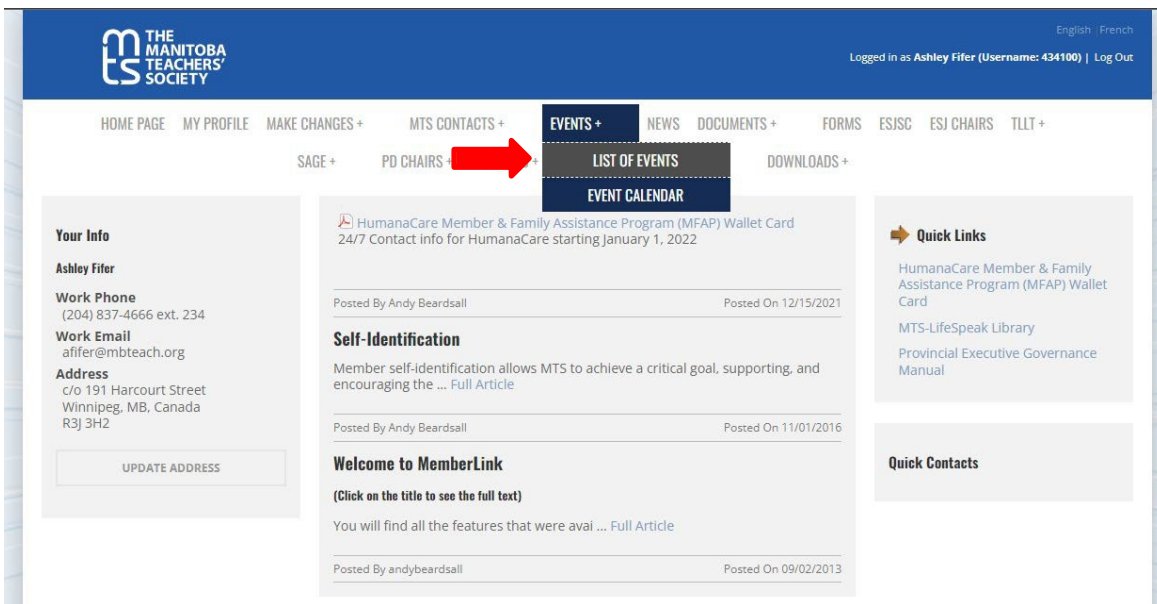 THE
MANITOBA
TEACHERS'
SOCIETY
English | French
Logged in as Ashley Fifer (Username: 434100) | Log Out
HOME PAGE MY PROFILE MAKE CHANGES + MTS CONTACTS + EVENTS + NEWS DOCUMENTS + FORMS ESJSC ESJ CHAIRS TLLT +
SAGE + PD CHAIRS + + LIST OF EVENTS DOWNLOADS +
EVENT CALENDAR
Your Info
Ashley Fifer
Work Phone
(204) 837-4666 ext. 234
Work Email
afifer@mbteach.org
Address
c/o 191 Harcourt Street
Winnipeg, MB, Canada
R3J 3H2
UPDATE ADDRESS
HumanaCare Member & Family Assistance Program (MFAP) Wallet Card
24/7 Contact info for HumanaCare starting January 1, 2022
Posted By Andy Beardsall Posted On 12/15/2021
Self-Identification
Member self-identification allows MTS to achieve a critical goal, supporting, and
encouraging the ... Full Article
Posted By Andy Beardsall Posted On 11/01/2016
Welcome to MemberLink
(Click on the title to see the full text)
You will find all the features that were avai ... Full Article
Posted By andybeardsall Posted On 09/02/2013
Quick Links
HumanaCare Member & Family
Assistance Program (MFAP) Wallet
Card
MTS-LifeSpeak Library
Provincial Executive Governance
Manual
Quick Contacts